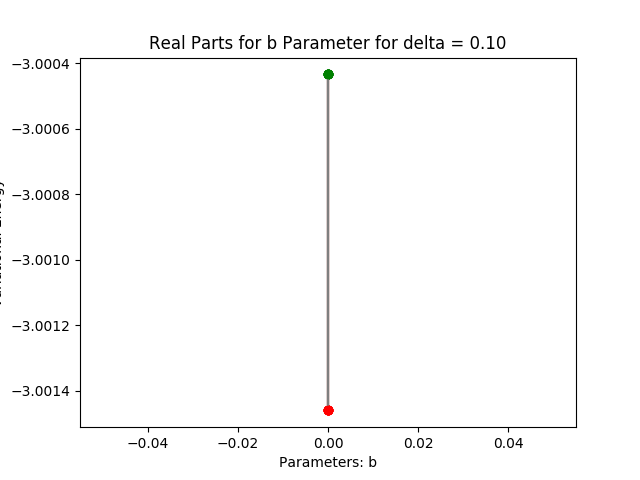 Real Parts for b Parameter for delta = 0.10
−3.0004
−3.0006
−3.0008
−3.0010
−3.0012
−3.0014
−0.04 −0.02 0.00 0.02 0.04
Parameters: b